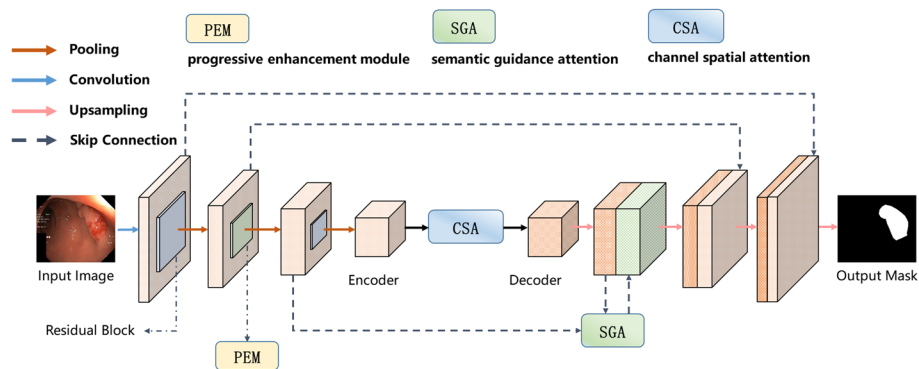 PEM
SGA
CSA
progressive enhancement module
semantic guidance attention
channel spatial attention
Pooling
Convolution
Upsampling
Skip Connection
Input Image
Encoder
CSA
Decoder
Output Mask
Residual Block
PEM
SGA